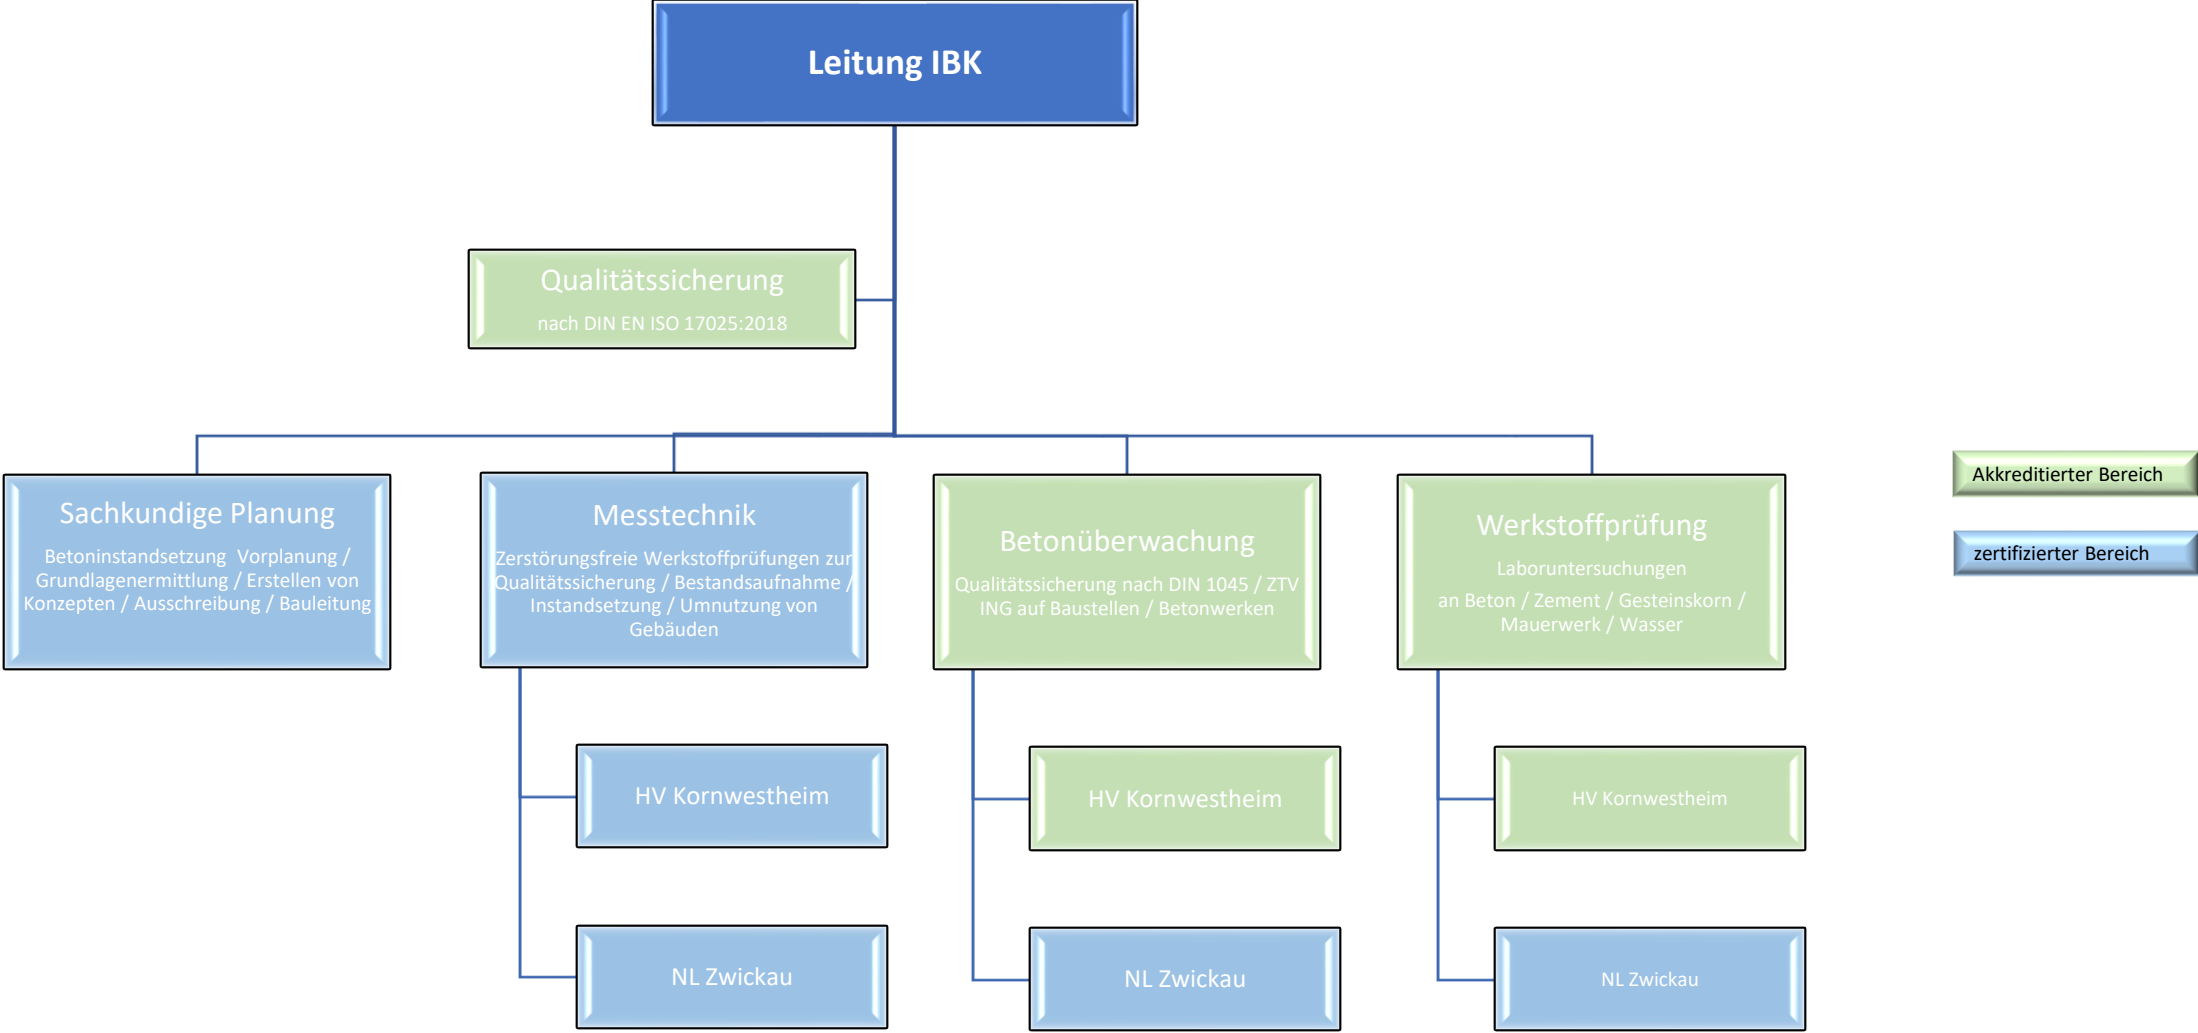 Leitung IBK
Qualitätssicherung
nach DIN EN ISO 17025:2018
Sachkundige Planung
Betoninstandsetzung  Vorplanung /
Grundlagenermittlung / Erstellen von
Konzepten / Ausschreibung / Bauleitung
Messtechnik
Zerstörungsfreie Werkstoffprüfungen zur
Qualitätssicherung / Bestandsaufnahme /
Instandsetzung / Umnutzung von
Gebäuden
HV Kornwestheim
NL Zwickau
Betonüberwachung
Qualitätssicherung nach DIN 1045 / ZTV
ING auf Baustellen / Betonwerken
HV Kornwestheim
NL Zwickau
Werkstoffprüfung
Laboruntersuchungen
an Beton / Zement / Gesteinskorn /
Mauerwerk / Wasser
HV Kornwestheim
NL Zwickau
Akkreditierter Bereich
zertifizierter Bereich